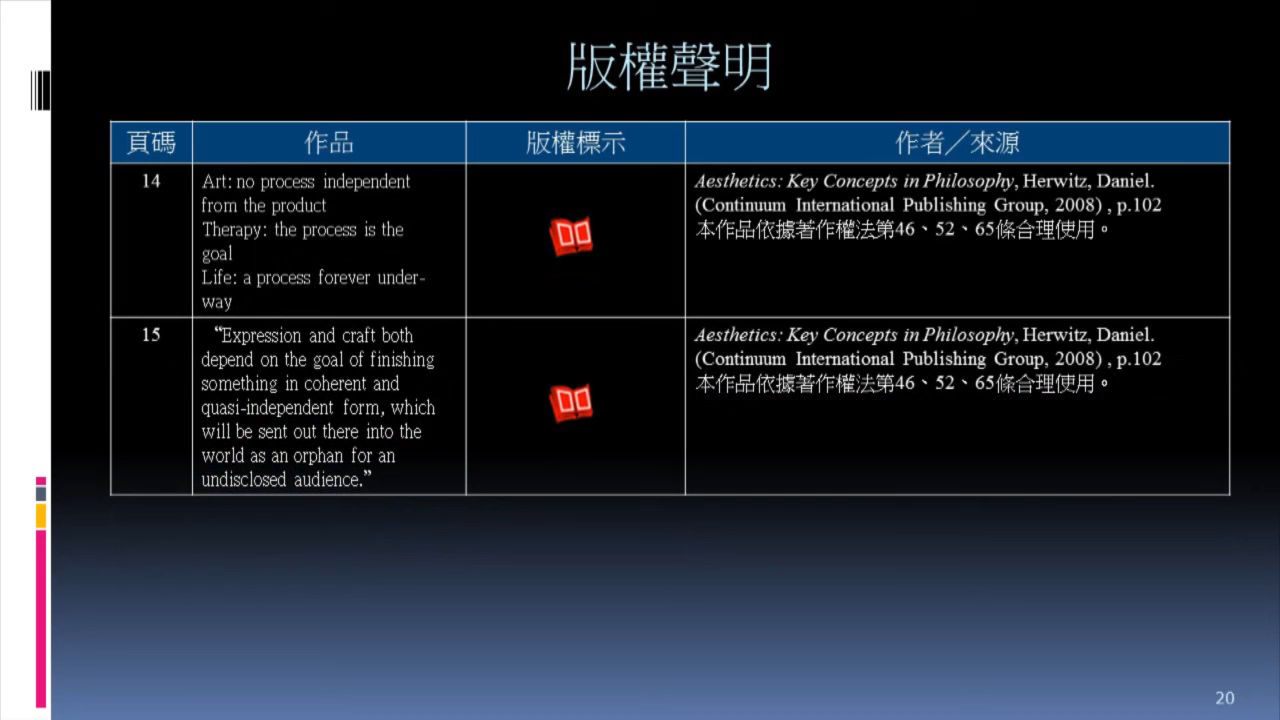 版權聲明
頁碼
作品
版權標示
作者／來源
14
Art: no process independent
from the product
Therapy: the process is the
goal
Life: a process forever under-
way
Aesthetics: Key Concepts in Philosophy, Herwitz, Daniel.
(Continuum International Publishing Group, 2008) , p.102
本作品依據著作權法第46、52、65條合理使用。
15
“Expression and craft both
depend on the goal of finishing
something in coherent and
quasi-independent form, which
will be sent out there into the
world as an orphan for an
undisclosed audience.”
Aesthetics: Key Concepts in Philosophy, Herwitz, Daniel.
(Continuum International Publishing Group, 2008) , p.102
本作品依據著作權法第46、52、65條合理使用。
20